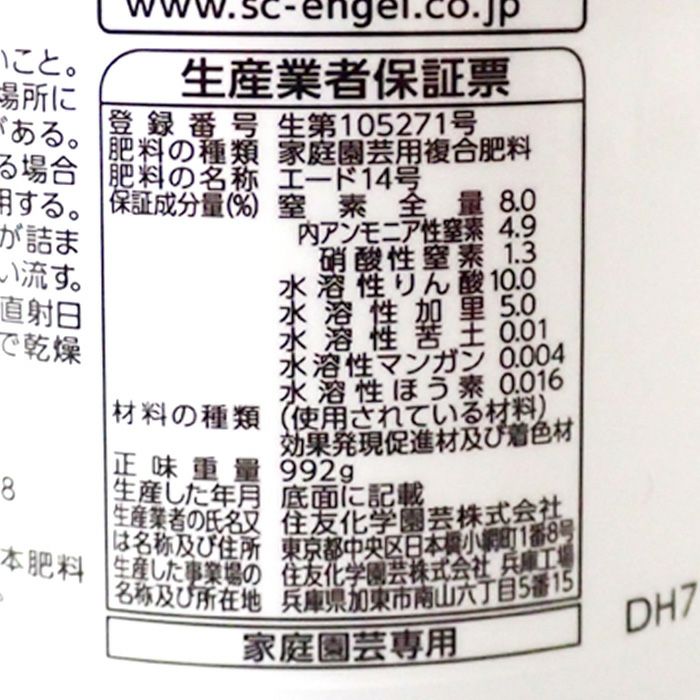 www.sc-engei.co.jp
いこと。
場所に
がある。
る場合
用する。
が詰ま
い流す。
直射日
で乾燥
8
本肥料
生産業者保証票
登録番号 生第105271号
肥料の種類 家庭園芸用複合肥料
肥料の名称 エード14号
保証成分量(%) 窒素全量 8.0
内アンモニア性窒素 4.9
硝酸性窒素 1.3
水溶性りん酸 10.0
水溶性加里 5.0
水溶性苦土 0.01
水溶性マンガン 0.004
水溶性ほう素 0.016
材料の種類 (使用されている材料)
効果発現促進材及び着色材
正味重量 992g
生産した年月 底面に記載
生産業者の氏名又 住友化学園芸株式会社
は名称及び住所 東京都中央区日本橋小網町1番8号
生産した事業場の 住友化学園芸株式会社 兵庫工場
名称及び所在地 兵庫県加東市南山六丁目5番15
家庭園芸専用
DH7